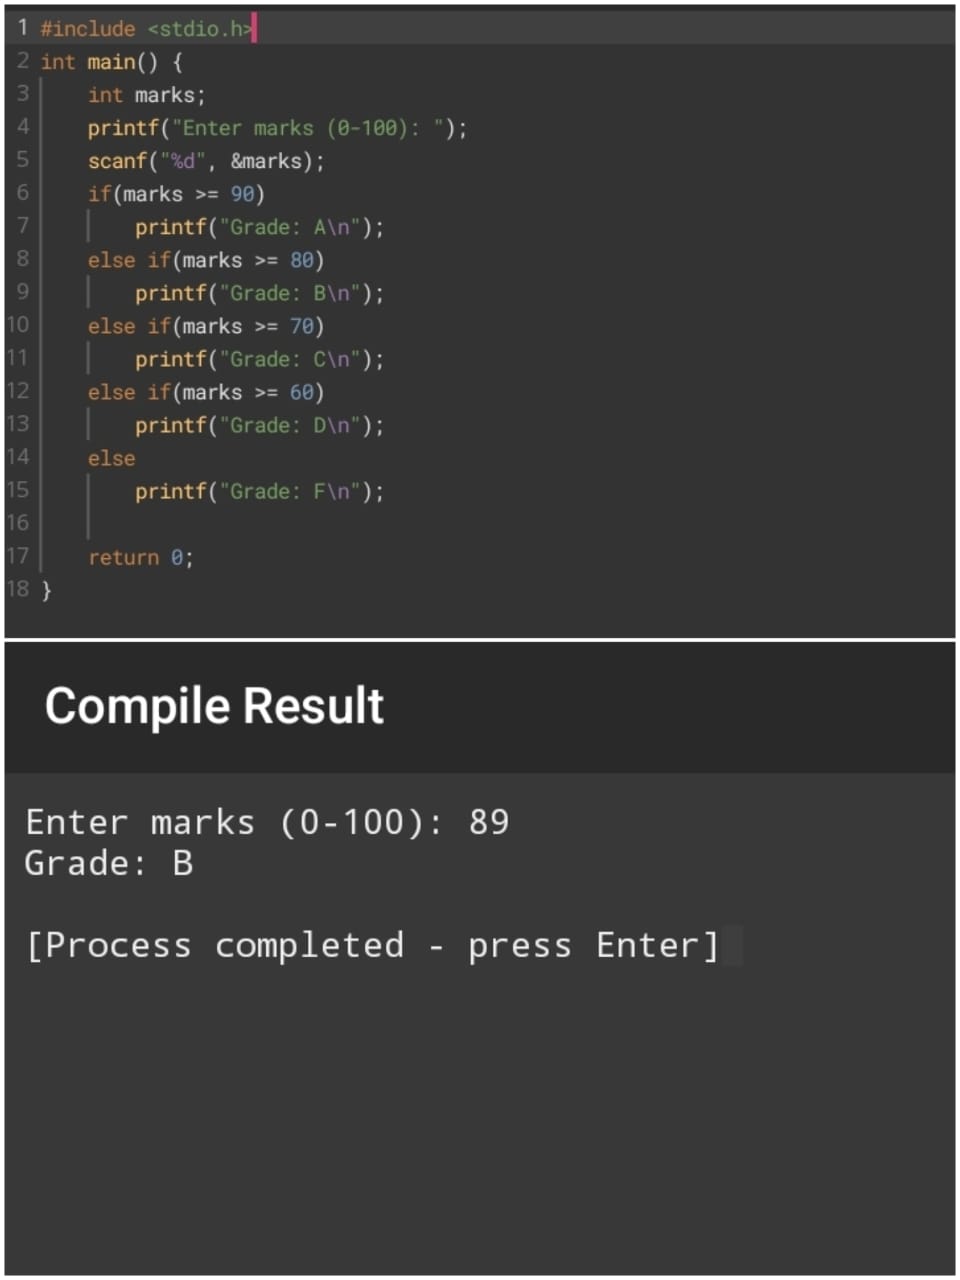 1 #include <stdio.h>
2 int main() {
3     int marks;
4     printf("Enter marks (0-100): ");
5     scanf("%d", &marks);
6     if(marks >= 90)
7         printf("Grade: A\n");
8     else if(marks >= 80)
9         printf("Grade: B\n");
10     else if(marks >= 70)
11         printf("Grade: C\n");
12     else if(marks >= 60)
13         printf("Grade: D\n");
14     else
15         printf("Grade: F\n");
16
17     return 0;
18 }
Compile Result
Enter marks (0-100): 89
Grade: B
[Process completed - press Enter]